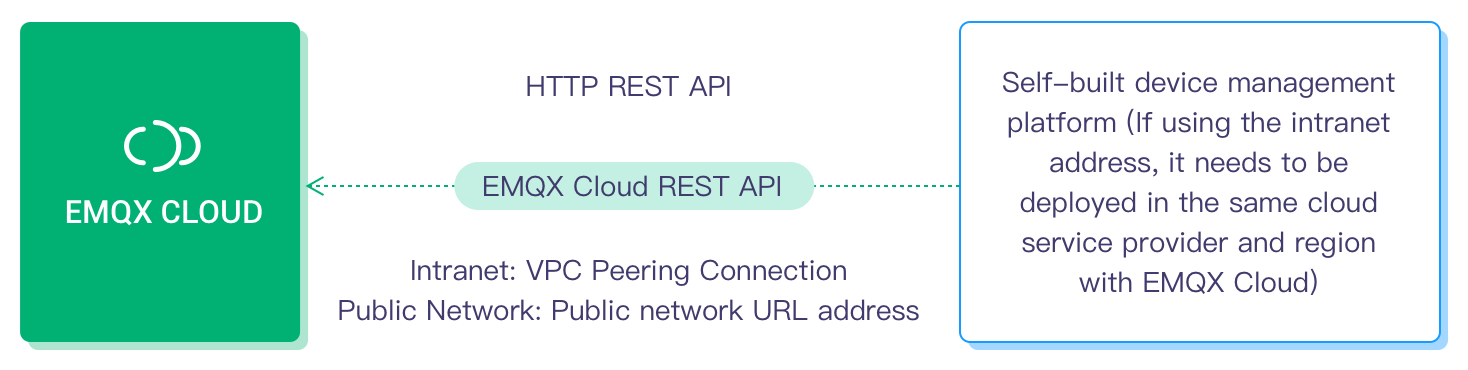 EMQX CLOUD
HTTP REST API
EMQX Cloud REST API
Intranet: VPC Peering Connection
Public Network: Public network URL address
Self-built device management
platform (If using the intranet
address, it needs to be
deployed in the same cloud
service provider and region
with EMQX Cloud)